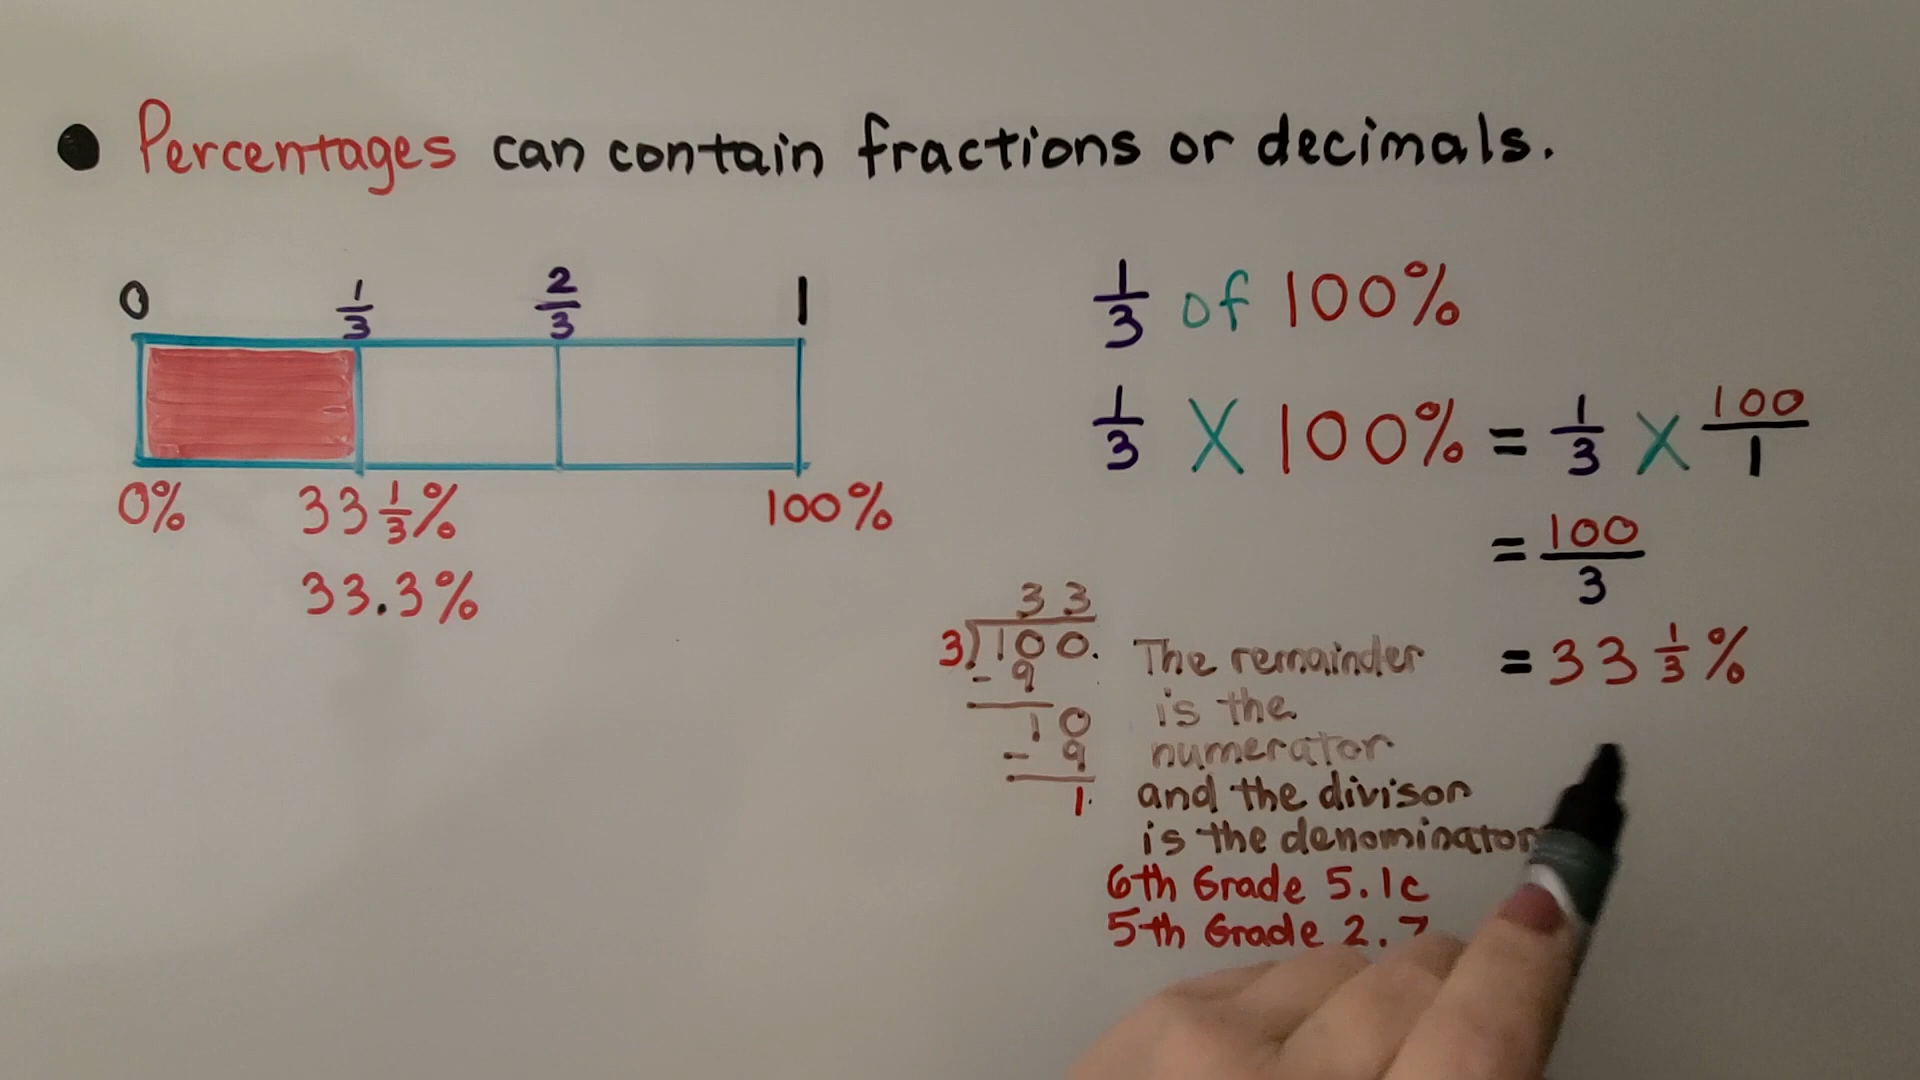 • Percentages can contain fractions or decimals.
0 1/3 2/3 1
0% 33 1/3% 100%
33.3%
1/3 of 100%
1/3 X 100% = 1/3 X 100/1
= 100/3
= 33 1/3%
33
3)100.
- 9
10
- 9
1
The remainder
is the
numerator
and the divison
is the denominator
6th Grade 5.1c
5th Grade 2.7